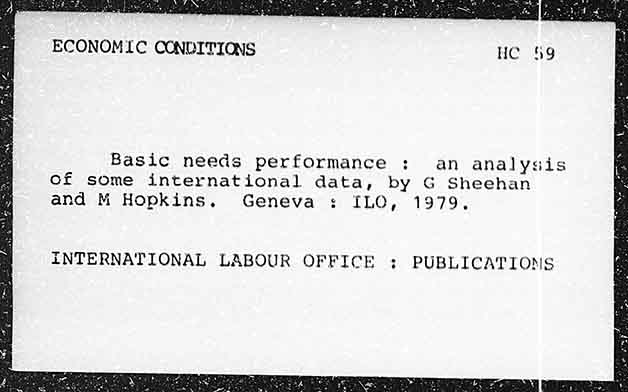 ECONOMIC CONDITIONS HC 59
Basic needs performance : an analysis
of some international data, by G Sheehan
and M Hopkins. Geneva : ILO, 1979.
INTERNATIONAL LABOUR OFFICE : PUBLICATIONS